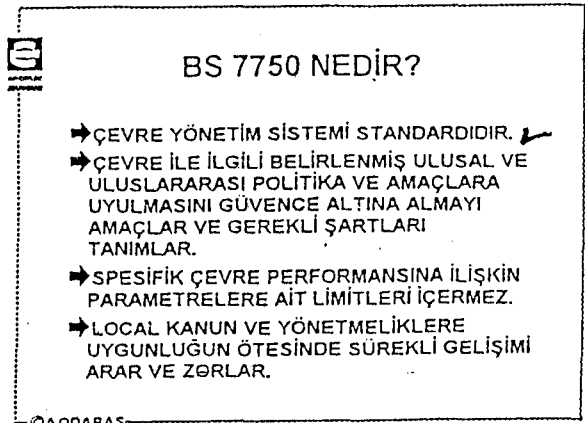 BS 7750 NEDİR?
➡ÇEVRE YÖNETİM SİSTEMİ STANDARDIDIR.
➡ÇEVRE İLE İLGİLİ BELİRLENMİŞ ULUSAL VE
ULUSLARARASI POLİTİKA VE AMAÇLARA
UYULMASINI GÜVENCE ALTINA ALMAYI
AMAÇLAR VE GEREKLİ ŞARTLARI
TANIMLAR.
➡SPESİFİK ÇEVRE PERFORMANSINA İLİŞKİN
PARAMETRELERE AİT LİMİTLERİ İÇERMEZ.
➡LOCAL KANUN VE YÖNETMELİKLERE
UYGUNLUĞUN ÖTESİNDE SÜREKLİ GELİŞİMİ
ARAR VE ZORLAR.